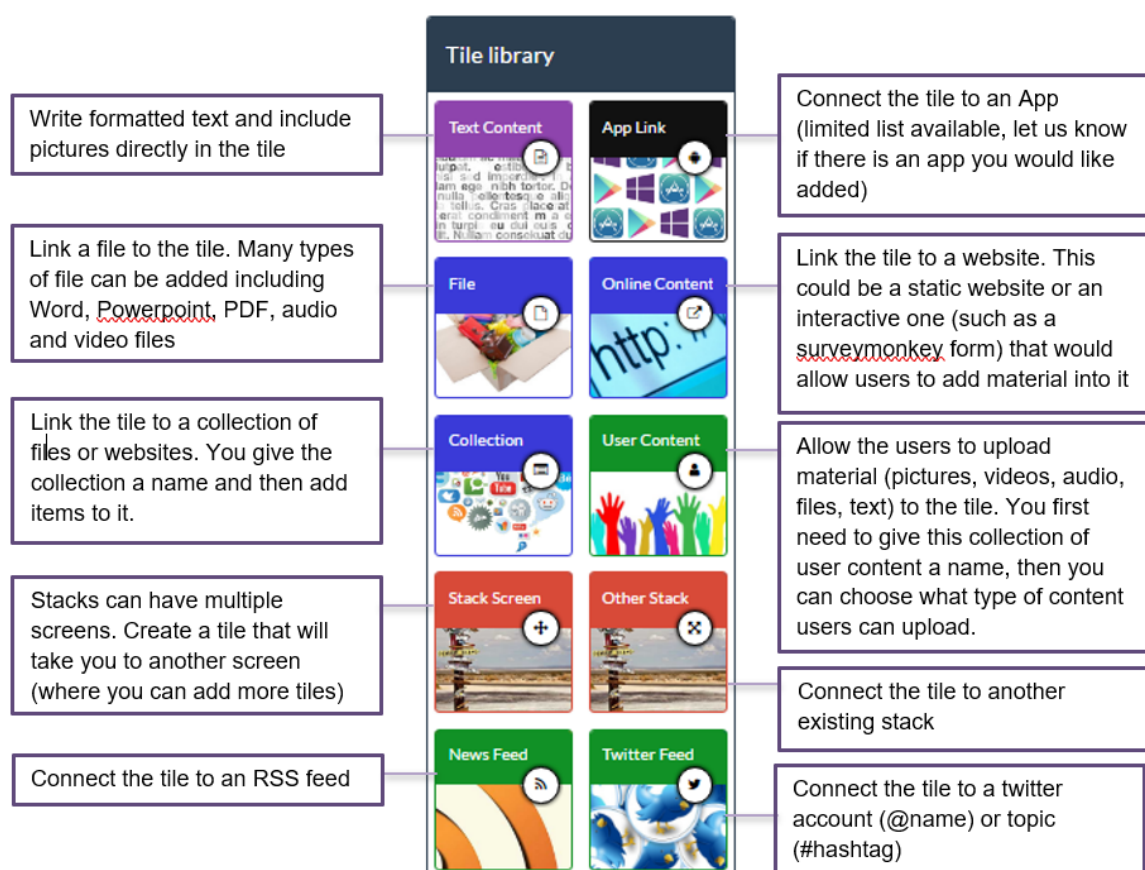 Tile library
Write formatted text and include
pictures directly in the tile
Text Content
App Link
Connect the tile to an App
(limited list available, let us know
if there is an app you would like
added)
Link a file to the tile. Many types
of file can be added including
Word, Powerpoint, PDF, audio
and video files
File
Online Content
http: /
Link the tile to a website. This
could be a static website or an
interactive one (such as a
surveymonkey form) that would
allow users to add material into it
Link the tile to a collection of
files or websites. You give the
collection a name and then add
items to it.
Collection
You
Tube
User Content
Allow the users to upload
material (pictures, videos, audio,
files, text) to the tile. You first
need to give this collection of
user content a name, then you
can choose what type of content
users can upload.
Stacks can have multiple
screens. Create a tile that will
take you to another screen
(where you can add more tiles)
Stack Screen
Other Stack
Connect the tile to another
existing stack
Connect the tile to an RSS feed
News Feed
Twitter Feed
Connect the tile to a twitter
account (@name) or topic
(#hashtag)